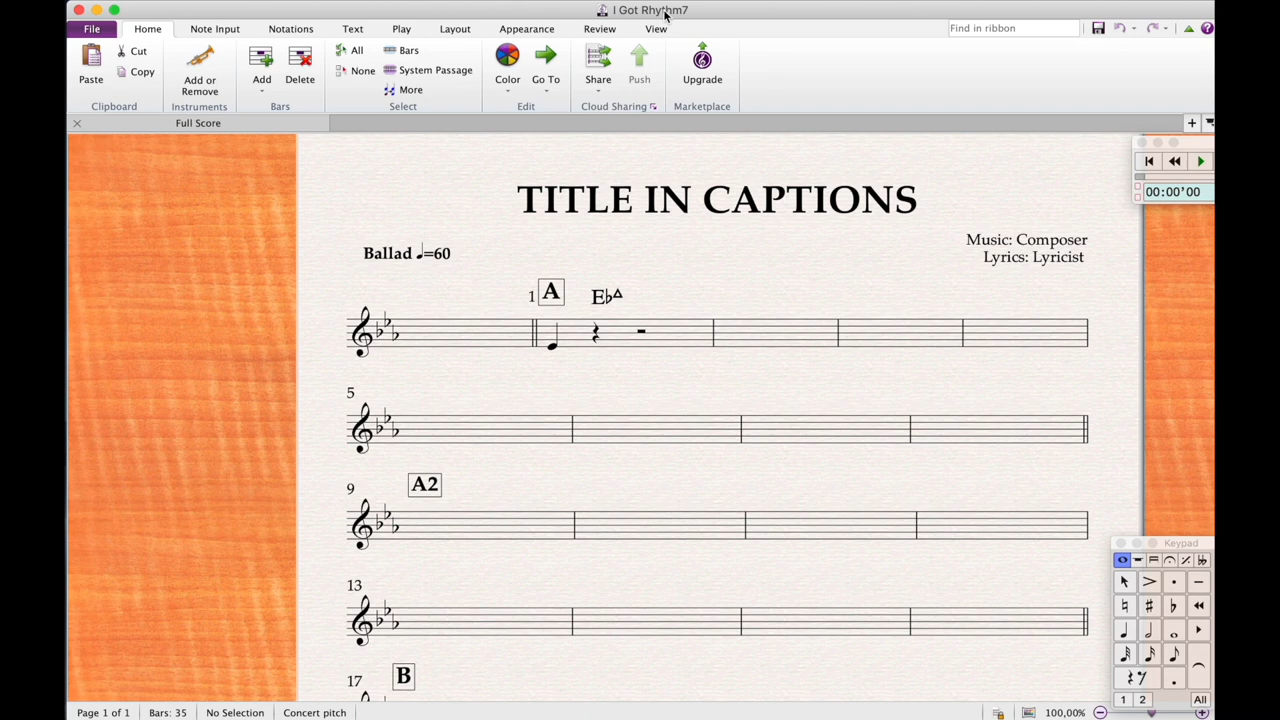 I Got Rhythm7
File Home Note Input Notations Text Play Layout Appearance Review View Find in ribbon
Paste Cut Copy Clipboard
Add or Remove Instruments
Add Delete Bars
All None Bars System Passage More Select
Color Go To Edit
Share Push Cloud Sharing
Upgrade Marketplace
Full Score
TITLE IN CAPTIONS
00:00'00
Music: Composer
Ballad ♩=60
Lyrics: Lyricist
1 A E♭△
5
9 A2
Keypad
13
17 B
1 2 All
Page 1 of 1 Bars: 35 No Selection Concert pitch 100,00%